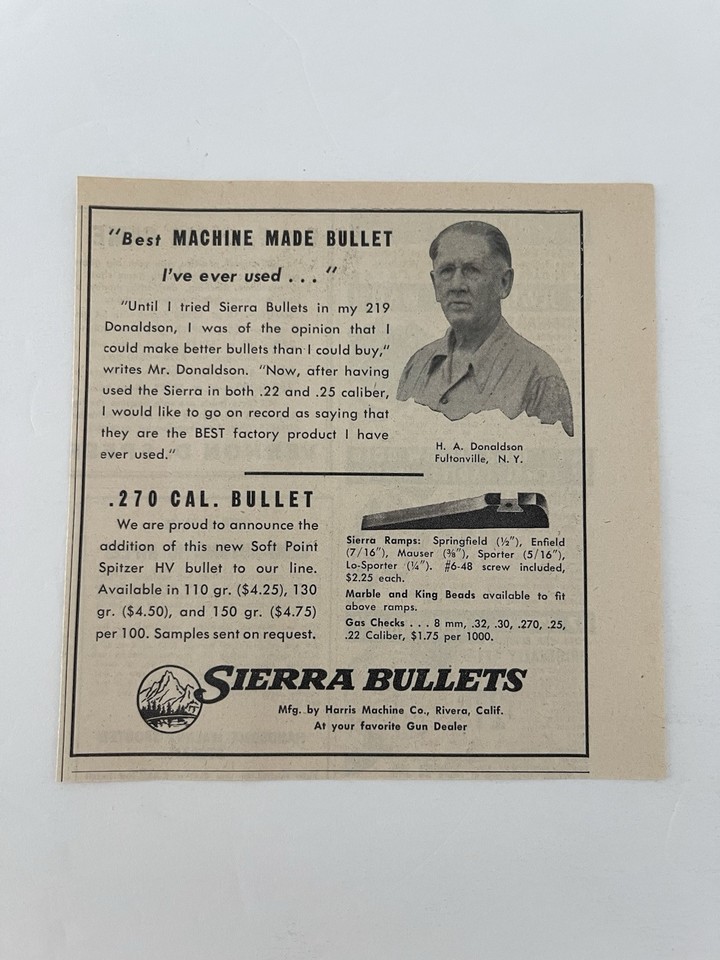 "Best MACHINE MADE BULLET
I've ever used . . . "
"Until I tried Sierra Bullets in my 219
Donaldson, I was of the opinion that I
could make better bullets than I could buy,"
writes Mr. Donaldson. "Now, after having
used the Sierra in both .22 and .25 caliber,
I would like to go on record as saying that
they are the BEST factory product I have
ever used."
H. A. Donaldson
Fultonville, N. Y.
.270 CAL. BULLET
We are proud to announce the
addition of this new Soft Point
Spitzer HV bullet to our line.
Available in 110 gr. ($4.25), 130
gr. ($4.50), and 150 gr. ($4.75)
per 100. Samples sent on request.
Sierra Ramps: Springfield (½"), Enfield
(7/16"), Mauser (⅜"), Sporter (5/16"),
Lo-Sporter (¼"). #6-48 screw included,
$2.25 each.
Marble and King Beads available to fit
above ramps.
Gas Checks . . . 8 mm, .32, .30, .270, .25,
.22 Caliber, $1.75 per 1000.
SIERRA BULLETS
Mfg. by Harris Machine Co., Rivera, Calif.
At your favorite Gun Dealer